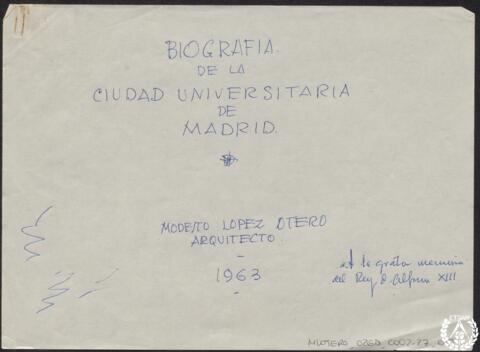 BIOGRAFIA.
DE LA
CIUDAD UNIVERSITARIA
DE
MADRID.
MODESTO LOPEZ OTERO
ARQUITECTO
1963
A la grata memoria
del Rey D. Alfonso XIII